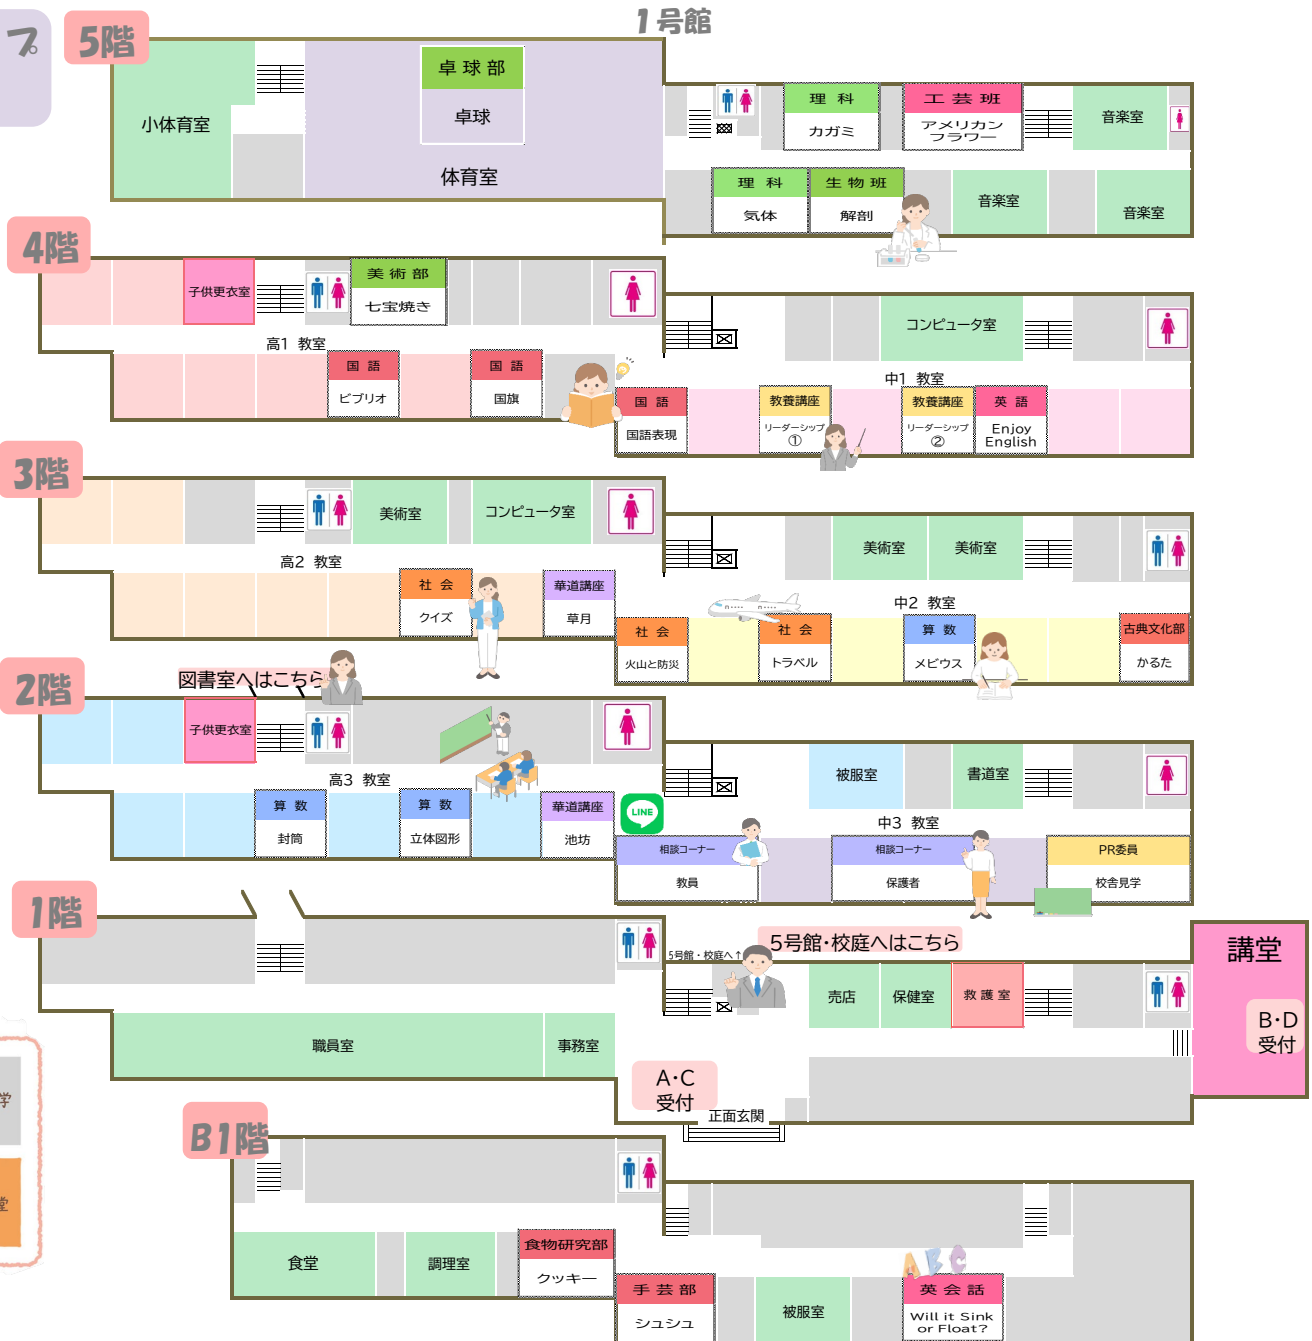 プ
1号館
5階
小体育室
卓球部
卓球
体育室
理科
カガミ
工芸班
アメリカン
フラワー
音楽室
理科
気体
生物班
解剖
音楽室
音楽室
4階
子供更衣室
美術部
七宝焼き
高1 教室
国語
ビブリオ
国語
国旗
コンピュータ室
中1 教室
国語
国語表現
教養講座
リーダーシップ
①
教養講座
リーダーシップ
②
英語
Enjoy
English
3階
美術室
コンピュータ室
高2 教室
社会
クイズ
華道講座
草月
美術室
美術室
中2 教室
社会
火山と防災
社会
トラベル
算数
メビウス
古典文化部
かるた
2階
図書室へはこちら
子供更衣室
高3 教室
算数
封筒
算数
立体図形
華道講座
池坊
LINE
被服室
書道室
中3 教室
相談コーナー
教員
相談コーナー
保護者
PR委員
校舎見学
1階
5号館・校庭へ↑
5号館・校庭へはこちら
売店
保健室
救護室
講堂
B・D
受付
職員室
事務室
A・C
受付
正面玄関
学
堂
B1階
食堂
調理室
食物研究部
クッキー
手芸部
シュシュ
被服室
ABC
英会話
Will it Sink
or Float?